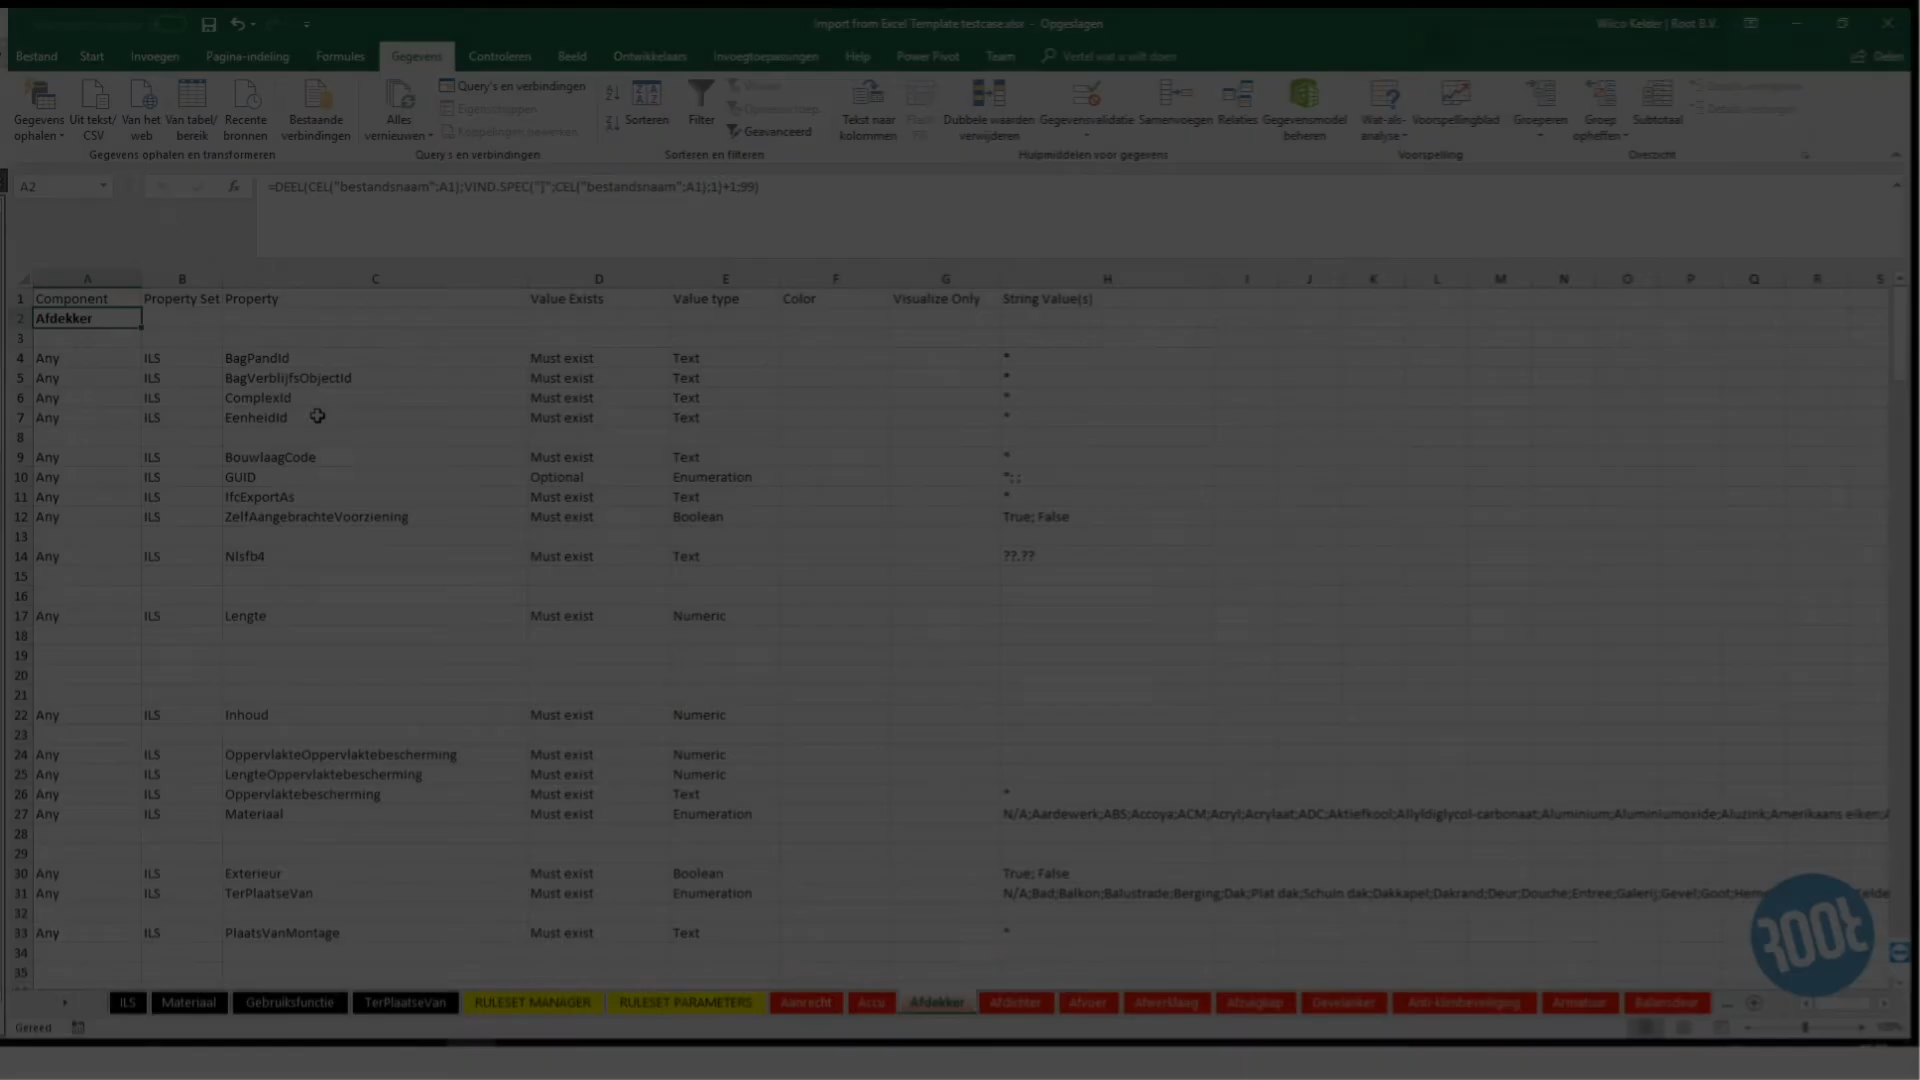 Import from Excel Template testcase.xlsx - Opgeslagen
Wilco Kelder | Root B.V.
Bestand Start Invoegen Pagina-indeling Formules Gegevens Controleren Beeld Ontwikkelaars Invoegtoepassingen Help Power Pivot Team Vertel wat u wilt doen Delen
Gegevens ophalen
Uit tekst/CSV
Van het web
Van tabel/bereik
Recente bronnen
Bestaande verbindingen
Alles vernieuwen
Query's en verbindingen
Eigenschappen
Koppelingen bewerken
Sorteren
Filter
Geavanceerd
Tekst naar kolommen
Flash Fill
Dubbele waarden verwijderen
Gegevensvalidatie
Samenvoegen
Relaties
Gegevensmodel beheren
Wat-als-analyse
Voorspellingblad
Groeperen
Groep opheffen
Subtotaal
Gegevens ophalen en transformeren
Query's en verbindingen
Sorteren en filteren
Hulpmiddelen voor gegevens
Voorspelling
Overzicht
A2 fx =DEEL(CEL("bestandsnaam";A1);VIND.SPEC("]";CEL("bestandsnaam";A1);1)+1;99)
A B C D E F G H I J K L M N O P Q R S
1 Component Property Set Property Value Exists Value type Color Visualize Only String Value(s)
2 Afdekker
3
4 Any ILS BagPandId Must exist Text *
5 Any ILS BagVerblijfsObjectId Must exist Text *
6 Any ILS ComplexId Must exist Text *
7 Any ILS EenheidId Must exist Text *
8
9 Any ILS BouwlaagCode Must exist Text *
10 Any ILS GUID Optional Enumeration *; ;
11 Any ILS IfcExportAs Must exist Text *
12 Any ILS ZelfAangebrachteVoorziening Must exist Boolean True; False
13
14 Any ILS Nlsfb4 Must exist Text ??.??
15
16
17 Any ILS Lengte Must exist Numeric
18
19
20
21
22 Any ILS Inhoud Must exist Numeric
23
24 Any ILS OppervlakteOppervlaktebescherming Must exist Numeric
25 Any ILS LengteOppervlaktebescherming Must exist Numeric
26 Any ILS Oppervlaktebescherming Must exist Text *
27 Any ILS Materiaal Must exist Enumeration N/A;Aardewerk;ABS;Accoya;ACM;Acryl;Acrylaat;ADC;Aktiefkool;Allyldiglycol-carbonaat;Aluminium;Aluminiumoxide;Aluzink;Amerikaans eiken;
28
29
30 Any ILS Exterieur Must exist Boolean True; False
31 Any ILS TerPlaatseVan Must exist Enumeration N/A;Bad;Balkon;Balustrade;Berging;Dak;Plat dak;Schuin dak;Dakkapel;Dakrand;Deur;Douche;Entree;Galerij;Gevel;Goot;
32
33 Any ILS PlaatsVanMontage Must exist Text *
34
35
ROOT
ILS Materiaal Gebruiksfunctie TerPlaatseVan RULESET MANAGER RULESET PARAMETERS Aanrecht Accu Afdekker Afdichter Afvoer Afwerklaag Afzuigkap Anti-klimbeveiliging Armatuur Balansdeur ...
Gereed
100%